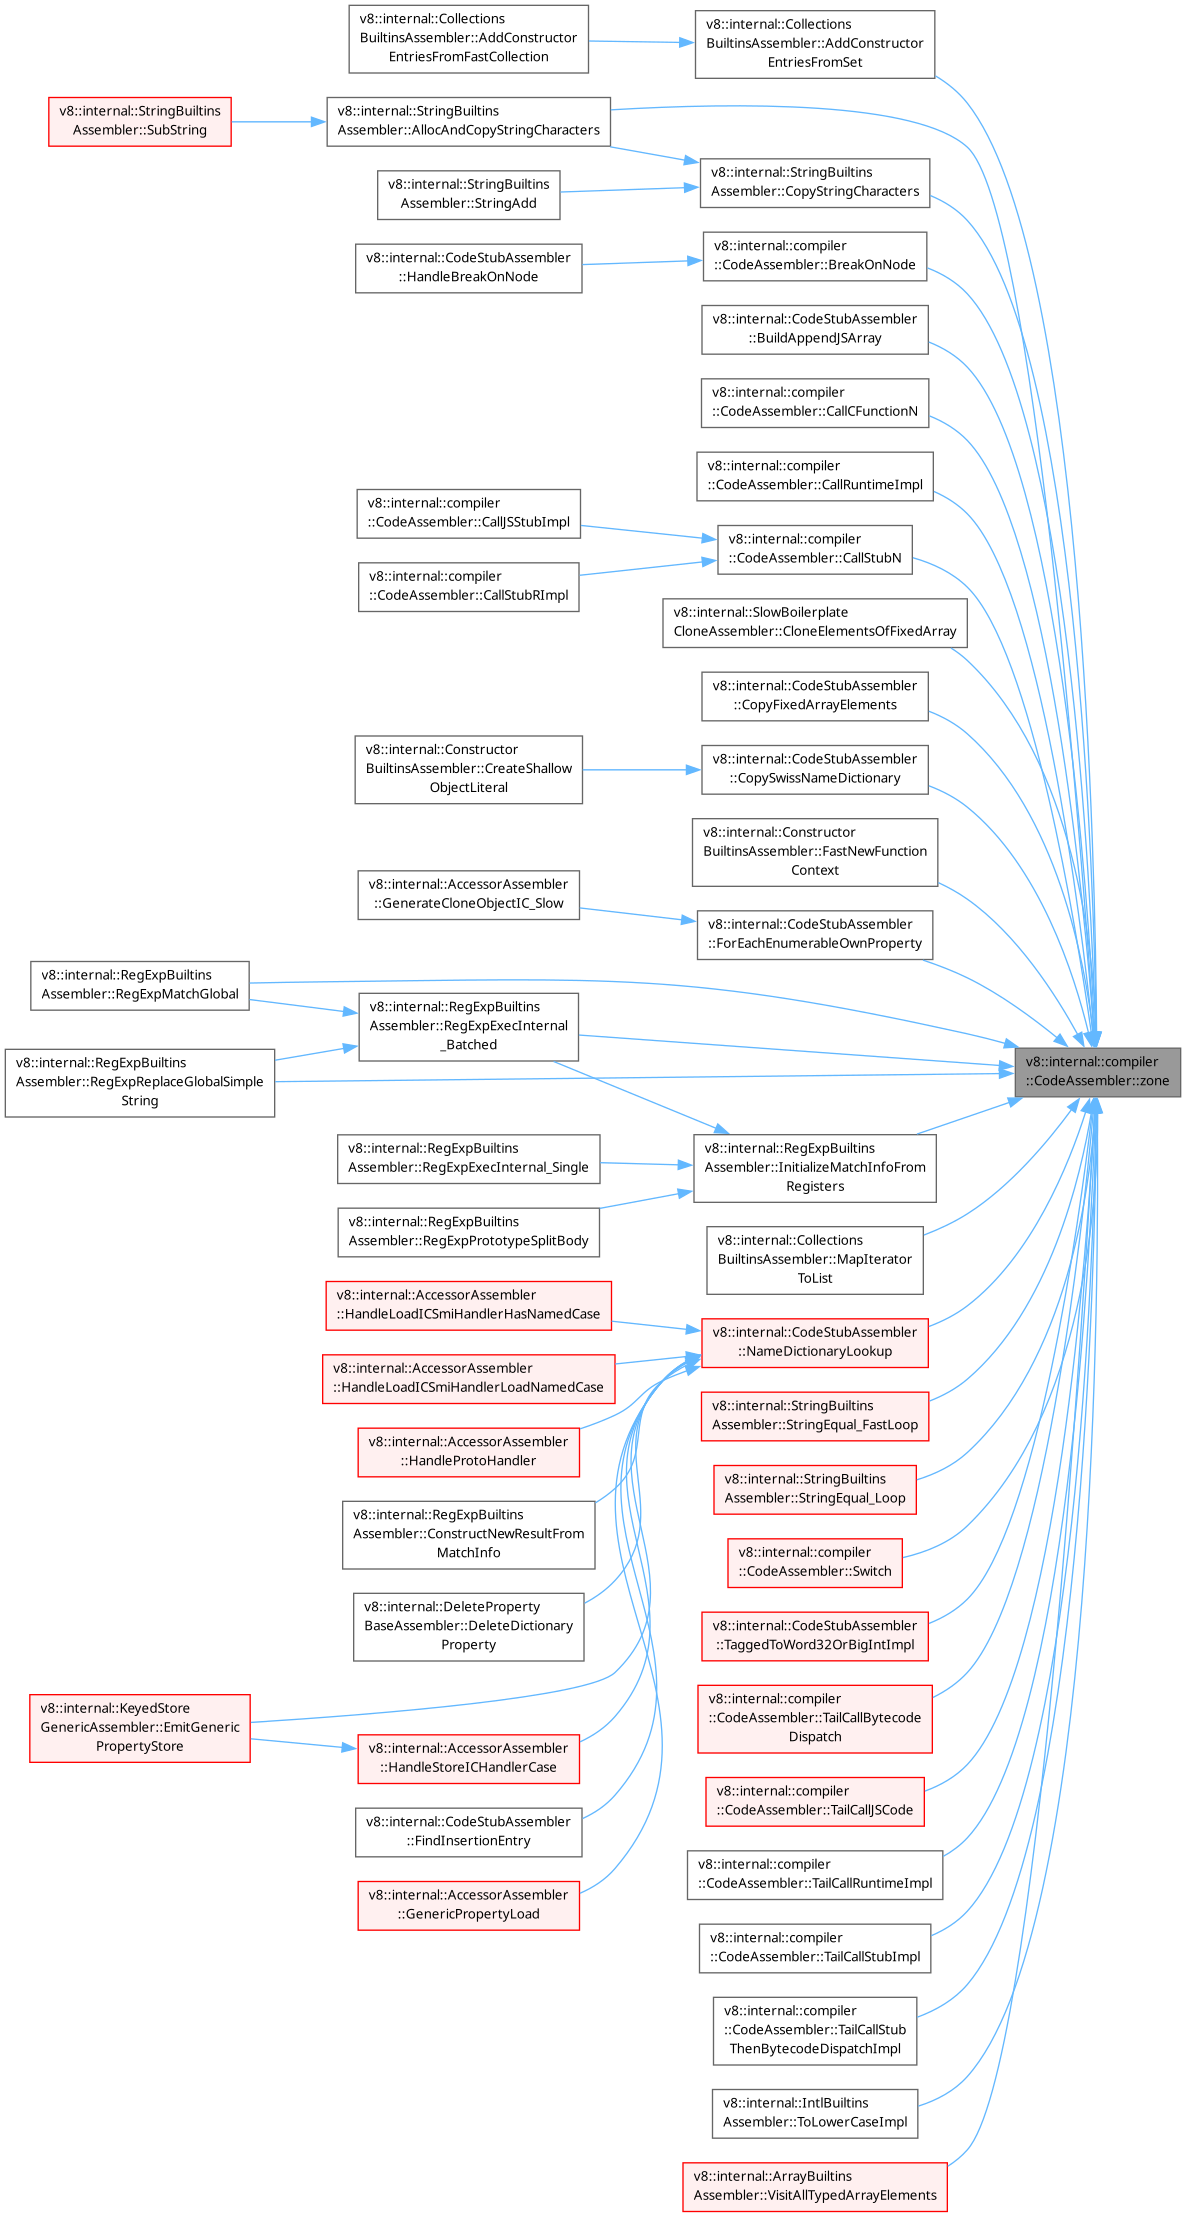 v8::internal::Collections
BuiltinsAssembler::AddConstructor
EntriesFromFastCollection
v8::internal::Collections
BuiltinsAssembler::AddConstructor
EntriesFromSet
v8::internal::StringBuiltins
Assembler::SubString
v8::internal::StringBuiltins
Assembler::AllocAndCopyStringCharacters
v8::internal::StringBuiltins
Assembler::CopyStringCharacters
v8::internal::StringBuiltins
Assembler::StringAdd
v8::internal::compiler
::CodeAssembler::BreakOnNode
v8::internal::CodeStubAssembler
::HandleBreakOnNode
v8::internal::CodeStubAssembler
::BuildAppendJSArray
v8::internal::compiler
::CodeAssembler::CallCFunctionN
v8::internal::compiler
::CodeAssembler::CallRuntimeImpl
v8::internal::compiler
::CodeAssembler::CallJSStubImpl
v8::internal::compiler
::CodeAssembler::CallStubN
v8::internal::compiler
::CodeAssembler::CallStubRImpl
v8::internal::SlowBoilerplate
CloneAssembler::CloneElementsOfFixedArray
v8::internal::CodeStubAssembler
::CopyFixedArrayElements
v8::internal::Constructor
BuiltinsAssembler::CreateShallow
ObjectLiteral
v8::internal::CodeStubAssembler
::CopySwissNameDictionary
v8::internal::Constructor
BuiltinsAssembler::FastNewFunction
Context
v8::internal::AccessorAssembler
::GenerateCloneObjectIC_Slow
v8::internal::CodeStubAssembler
::ForEachEnumerableOwnProperty
v8::internal::RegExpBuiltins
Assembler::RegExpMatchGlobal
v8::internal::RegExpBuiltins
Assembler::RegExpExecInternal
_Batched
v8::internal::RegExpBuiltins
Assembler::RegExpReplaceGlobalSimple
String
v8::internal::compiler
::CodeAssembler::zone
v8::internal::RegExpBuiltins
Assembler::RegExpExecInternal_Single
v8::internal::RegExpBuiltins
Assembler::InitializeMatchInfoFrom
Registers
v8::internal::RegExpBuiltins
Assembler::RegExpPrototypeSplitBody
v8::internal::Collections
BuiltinsAssembler::MapIterator
ToList
v8::internal::AccessorAssembler
::HandleLoadICSmiHandlerHasNamedCase
v8::internal::CodeStubAssembler
::NameDictionaryLookup
v8::internal::AccessorAssembler
::HandleLoadICSmiHandlerLoadNamedCase
v8::internal::StringBuiltins
Assembler::StringEqual_FastLoop
v8::internal::AccessorAssembler
::HandleProtoHandler
v8::internal::StringBuiltins
Assembler::StringEqual_Loop
v8::internal::RegExpBuiltins
Assembler::ConstructNewResultFrom
MatchInfo
v8::internal::compiler
::CodeAssembler::Switch
v8::internal::DeleteProperty
BaseAssembler::DeleteDictionary
Property
v8::internal::CodeStubAssembler
::TaggedToWord32OrBigIntImpl
v8::internal::KeyedStore
GenericAssembler::EmitGeneric
PropertyStore
v8::internal::compiler
::CodeAssembler::TailCallBytecode
Dispatch
v8::internal::AccessorAssembler
::HandleStoreICHandlerCase
v8::internal::compiler
::CodeAssembler::TailCallJSCode
v8::internal::CodeStubAssembler
::FindInsertionEntry
v8::internal::compiler
::CodeAssembler::TailCallRuntimeImpl
v8::internal::AccessorAssembler
::GenericPropertyLoad
v8::internal::compiler
::CodeAssembler::TailCallStubImpl
v8::internal::compiler
::CodeAssembler::TailCallStub
ThenBytecodeDispatchImpl
v8::internal::IntlBuiltins
Assembler::ToLowerCaseImpl
v8::internal::ArrayBuiltins
Assembler::VisitAllTypedArrayElements